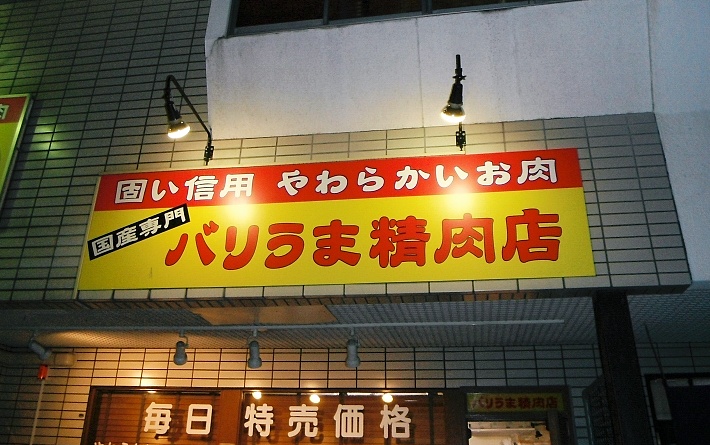 固い信用 やわらかいお肉
国産専門
バリうま精肉店
毎日 特売価格
バリうま精肉店
肉